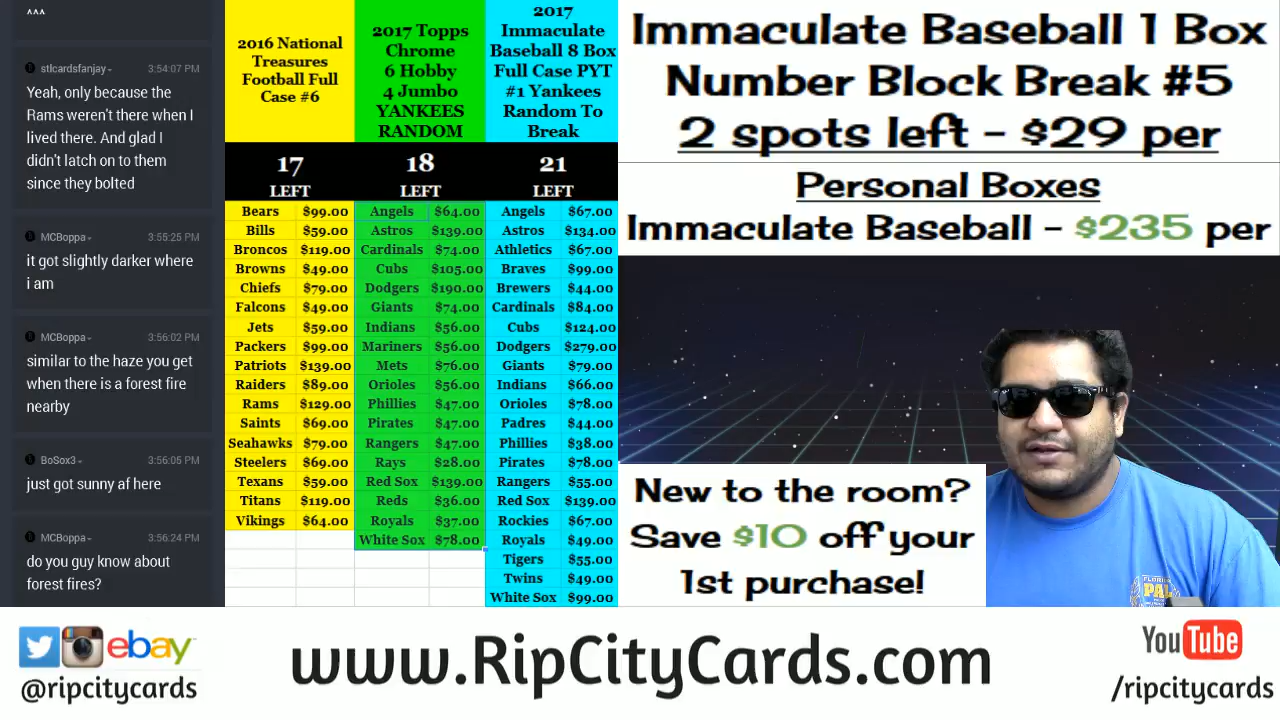 ^^^
stlcardsfanjay
3:54:07 PM
Yeah, only because the
Rams weren't there when I
lived there. And glad I
didn't latch on to them
since they bolted
MCBoppa
3:55:25 PM
it got slightly darker where
i am
MCBoppa
3:56:02 PM
similar to the haze you get
when there is a forest fire
nearby
BoSox3
3:56:05 PM
just got sunny af here
MCBoppa
3:56:24 PM
do you guy know about
forest fires?
2016 National
Treasures
Football Full
Case #6
17
LEFT
Bears $99.00
Bills $59.00
Broncos $119.00
Browns $49.00
Chiefs $79.00
Falcons $49.00
Jets $59.00
Packers $99.00
Patriots $139.00
Raiders $89.00
Rams $129.00
Saints $69.00
Seahawks $79.00
Steelers $69.00
Texans $59.00
Titans $119.00
Vikings $64.00
2017 Topps
Chrome
6 Hobby
4 Jumbo
YANKEES
RANDOM
18
LEFT
Angels $64.00
Astros $139.00
Cardinals $74.00
Cubs $105.00
Dodgers $190.00
Giants $74.00
Indians $56.00
Mariners $56.00
Mets $76.00
Orioles $56.00
Phillies $47.00
Pirates $47.00
Rangers $47.00
Rays $28.00
Red Sox $139.00
Reds $36.00
Royals $37.00
White Sox $78.00
2017
Immaculate
Baseball 8 Box
Full Case PYT
#1 Yankees
Random To
Break
21
LEFT
Angels $67.00
Astros $134.00
Athletics $67.00
Braves $99.00
Brewers $44.00
Cardinals $84.00
Cubs $124.00
Dodgers $279.00
Giants $79.00
Indians $66.00
Orioles $78.00
Padres $44.00
Phillies $38.00
Pirates $78.00
Rangers $55.00
Red Sox $139.00
Rockies $67.00
Royals $49.00
Tigers $55.00
Twins $49.00
White Sox $99.00
Immaculate Baseball 1 Box
Number Block Break #5
2 spots left - $29 per
Personal Boxes
Immaculate Baseball - $235 per
New to the room?
Save $10 off your
1st purchase!
FLORIDA
PAL
ebay
@ripcitycards
www.RipCityCards.com
YouTube
/ripcitycards